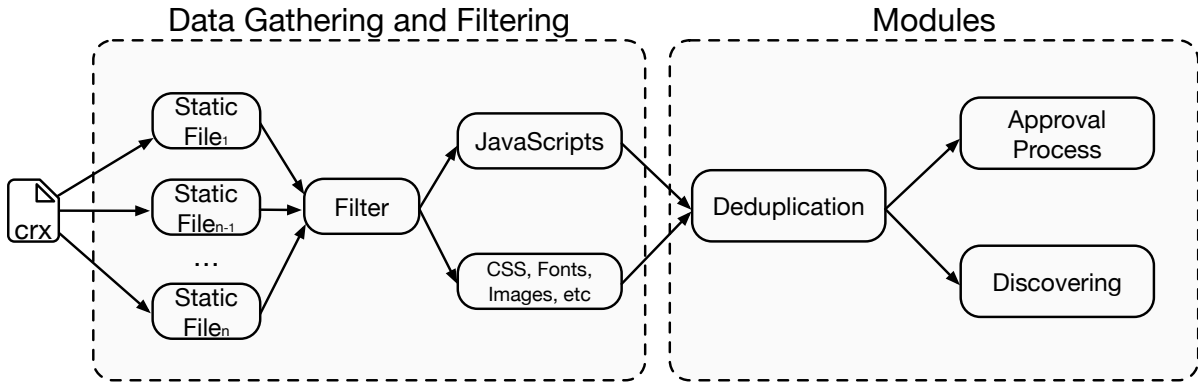 Data Gathering and Filtering
Modules
crx
Static
File₁
Static
Fileₙ₋₁
...
Static
Fileₙ
Filter
JavaScripts
CSS, Fonts,
Images, etc
Deduplication
Approval
Process
Discovering